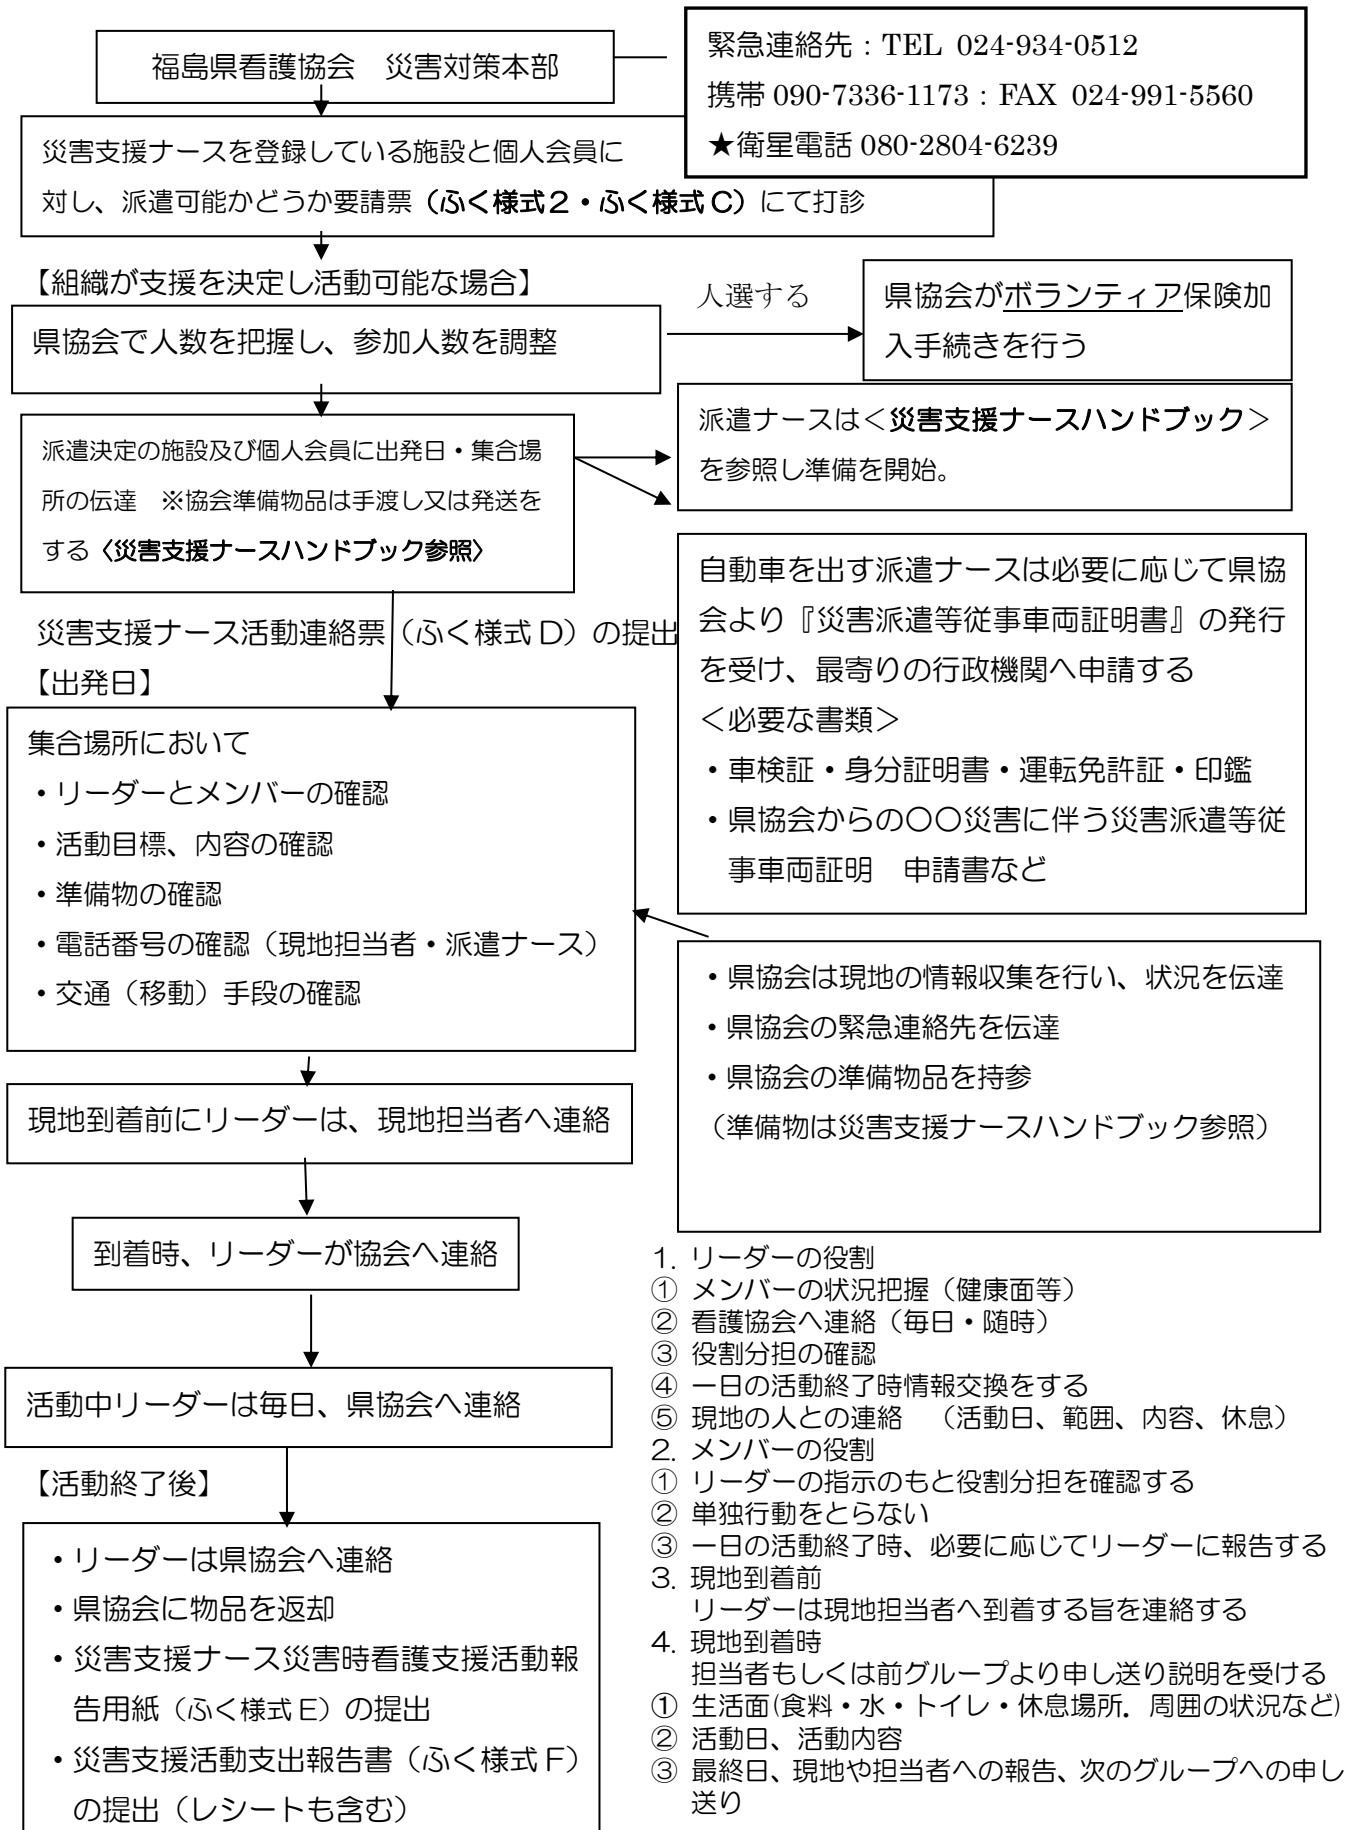 福島県看護協会　災害対策本部
緊急連絡先：TEL 024-934-0512
携帯 090-7336-1173：FAX 024-991-5560
★衛星電話 080-2804-6239
災害支援ナースを登録している施設と個人会員に
対し、派遣可能かどうか要請票（ふく様式２・ふく様式Ｃ）にて打診
【組織が支援を決定し活動可能な場合】
県協会で人数を把握し、参加人数を調整
人選する
県協会がボランティア保険加
入手続きを行う
派遣決定の施設及び個人会員に出発日・集合場
所の伝達　※協会準備物品は手渡し又は発送を
する〈災害支援ナースハンドブック参照〉
派遣ナースは＜災害支援ナースハンドブック＞
を参照し準備を開始。
自動車を出す派遣ナースは必要に応じて県協
会より『災害派遣等従事車両証明書』の発行
を受け、最寄りの行政機関へ申請する
＜必要な書類＞
・車検証・身分証明書・運転免許証・印鑑
・県協会からの〇〇災害に伴う災害派遣等従
事車両証明　申請書など
災害支援ナース活動連絡票（ふく様式Ｄ）の提出
【出発日】
集合場所において
・リーダーとメンバーの確認
・活動目標、内容の確認
・準備物の確認
・電話番号の確認（現地担当者・派遣ナース）
・交通（移動）手段の確認
・県協会は現地の情報収集を行い、状況を伝達
・県協会の緊急連絡先を伝達
・県協会の準備物品を持参
（準備物は災害支援ナースハンドブック参照）
現地到着前にリーダーは、現地担当者へ連絡
到着時、リーダーが協会へ連絡
活動中リーダーは毎日、県協会へ連絡
【活動終了後】
・リーダーは県協会へ連絡
・県協会に物品を返却
・災害支援ナース災害時看護支援活動報
告用紙（ふく様式Ｅ）の提出
・災害支援活動支出報告書（ふく様式Ｆ）
の提出（レシートも含む）
1. リーダーの役割
① メンバーの状況把握（健康面等）
② 看護協会へ連絡（毎日・随時）
③ 役割分担の確認
④ 一日の活動終了時情報交換をする
⑤ 現地の人との連絡　（活動日、範囲、内容、休息）
2. メンバーの役割
① リーダーの指示のもと役割分担を確認する
② 単独行動をとらない
③ 一日の活動終了時、必要に応じてリーダーに報告する
3. 現地到着前
リーダーは現地担当者へ到着する旨を連絡する
4. 現地到着時
担当者もしくは前グループより申し送り説明を受ける
① 生活面(食料・水・トイレ・休息場所．周囲の状況など)
② 活動日、活動内容
③ 最終日、現地や担当者への報告、次のグループへの申し
送り